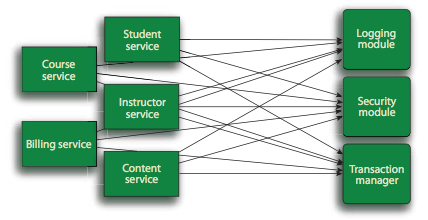 Course
service
Billing service
Student
service
Instructor
service
Content
service
Logging
module
Security
module
Transaction
manager